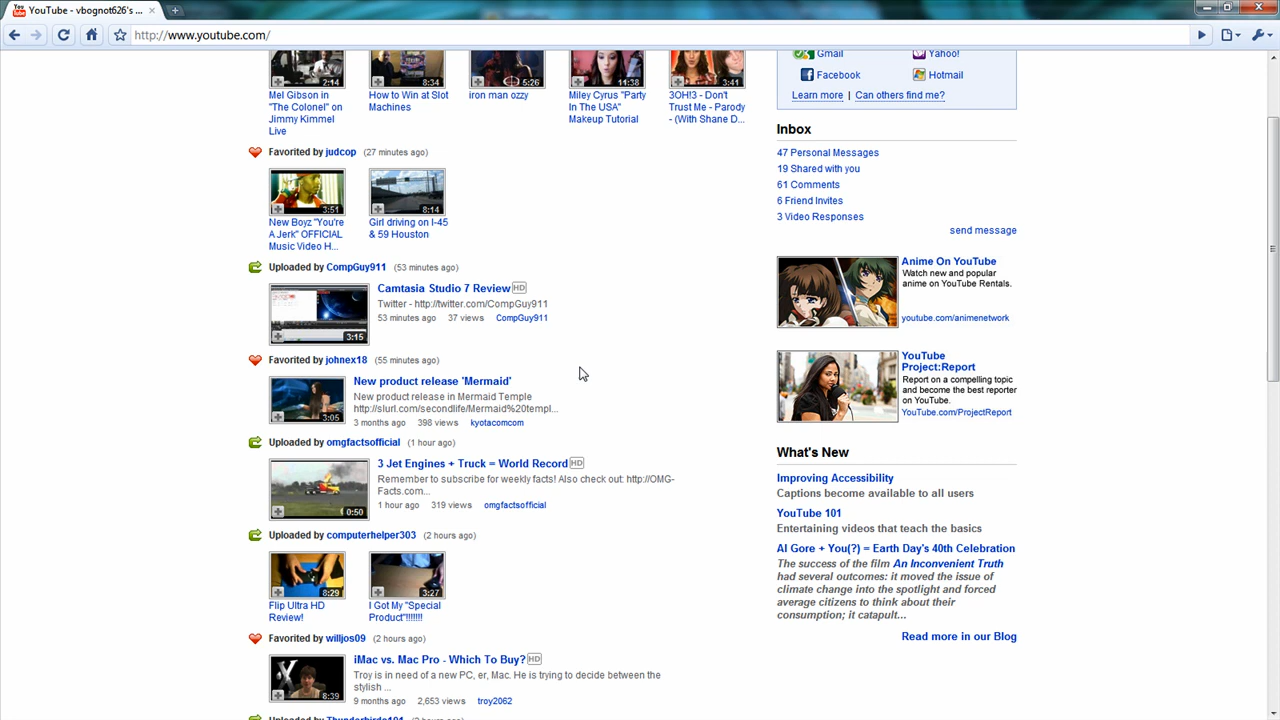 YouTube - vbognot626's ...
http://www.youtube.com/
2:14
8:34
5:26
11:38
3:41
Mel Gibson in "The Colonel" on Jimmy Kimmel Live
How to Win at Slot Machines
iron man ozzy
Miley Cyrus "Party In The USA" Makeup Tutorial
3OH!3 - Don't Trust Me - Parody - (With Shane D...
Favorited by judcop (27 minutes ago)
3:51
8:14
New Boyz "You're A Jerk" OFFICIAL Music Video H...
Girl driving on I-45 & 59 Houston
Uploaded by CompGuy911 (53 minutes ago)
3:15
Camtasia Studio 7 Review HD
Twitter - http://twitter.com/CompGuy911
53 minutes ago 37 views CompGuy911
Favorited by johnex18 (55 minutes ago)
3:05
New product release 'Mermaid'
New product release in Mermaid Temple
http://slurl.com/secondlife/Mermaid%20templ...
3 months ago 398 views kyotacomcom
Uploaded by omgfactsofficial (1 hour ago)
0:50
3 Jet Engines + Truck = World Record HD
Remember to subscribe for weekly facts! Also check out: http://OMG-
Facts.com...
1 hour ago 319 views omgfactsofficial
Uploaded by computerhelper303 (2 hours ago)
8:29
3:27
Flip Ultra HD Review!
I Got My "Special Product"!!!!!!!
Favorited by willjos09 (2 hours ago)
8:39
iMac vs. Mac Pro - Which To Buy? HD
Troy is in need of a new PC, er, Mac. He is trying to decide between the
stylish ...
9 months ago 2,653 views troy2062
Gmail Yahoo!
Facebook Hotmail
Learn more | Can others find me?
Inbox
47 Personal Messages
19 Shared with you
61 Comments
6 Friend Invites
3 Video Responses
send message
Anime On YouTube
Watch new and popular
anime on YouTube Rentals.
youtube.com/animenetwork
YouTube
Project:Report
Report on a compelling topic
and become the best reporter
on YouTube.
YouTube.com/ProjectReport
What's New
Improving Accessibility
Captions become available to all users
YouTube 101
Entertaining videos that teach the basics
Al Gore + You(?) = Earth Day's 40th Celebration
The success of the film An Inconvenient Truth
had several outcomes: it moved the issue of
climate change into the spotlight and forced
average citizens to think about their
consumption; it catapult...
Read more in our Blog